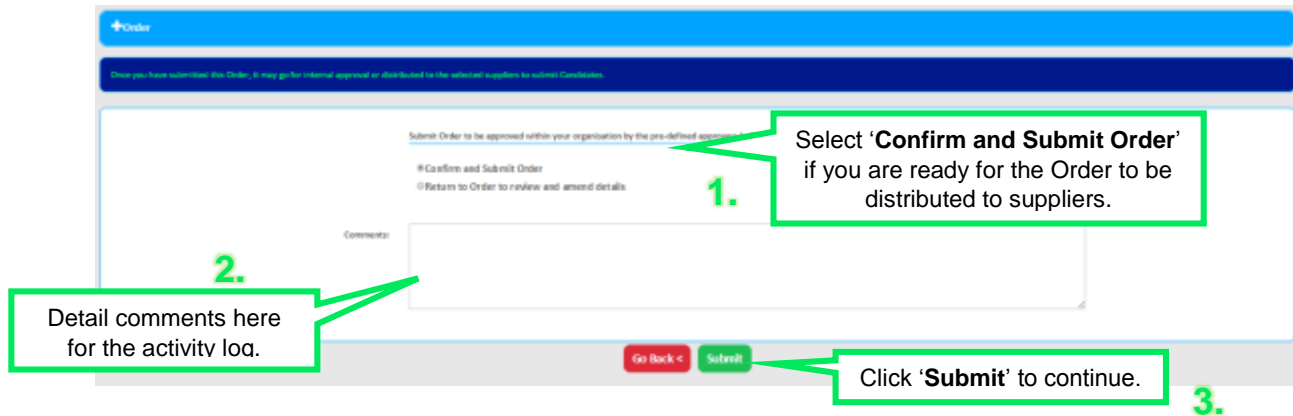 +Order
Once you have submitted this Order, it may go for internal approval or distributed to the selected suppliers to submit Candidates.
Submit Order to be approved within your organisation by the pre-defined
Select ‘Confirm and Submit Order’
if you are ready for the Order to be
distributed to suppliers.
Confirm and Submit Order
Return to Order to review and amend details
1.
Comments:
2.
Detail comments here
for the activity log.
Go Back <
Submit
Click ‘Submit’ to continue.
3.